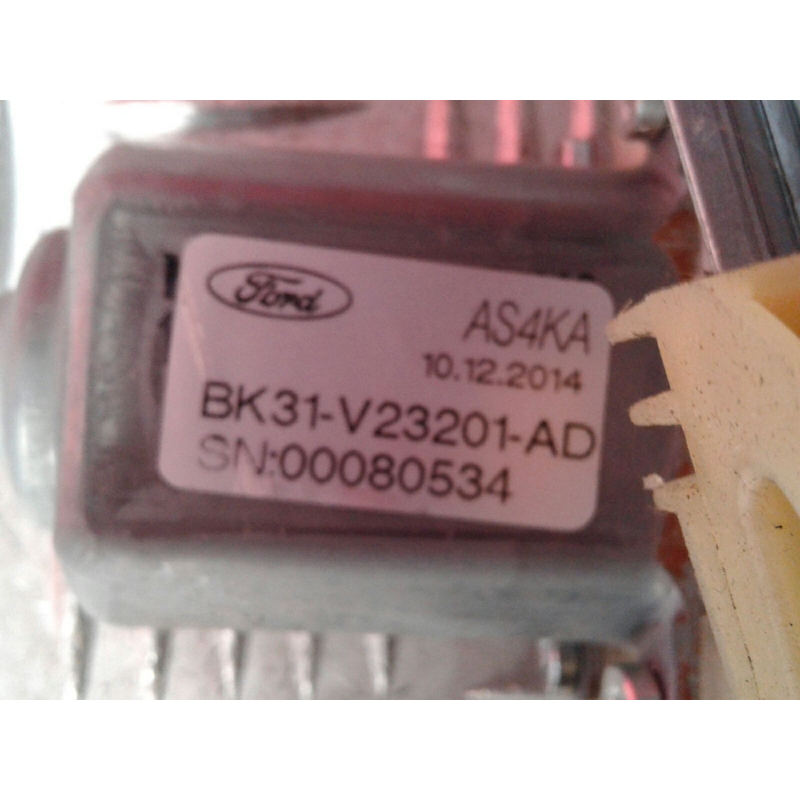 Ford
AS4KA
10.12.2014
BK31-V23201-AD
SN:00080534